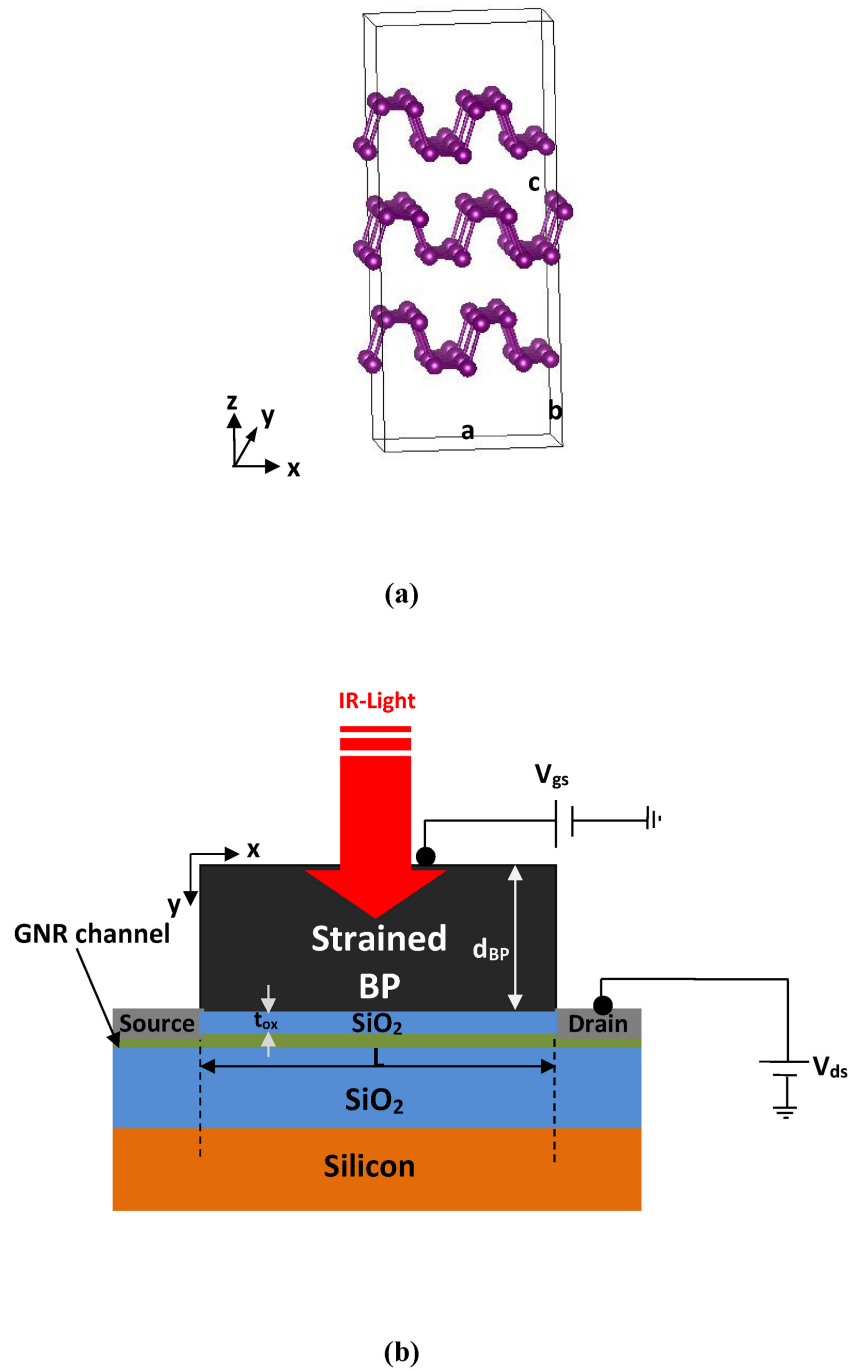 c
b
a
z
y
x
(a)
IR-Light
Vgs
x
y
GNR channel
Strained
BP
dBP
Source
tox
SiO₂
Drain
L
Vds
SiO₂
Silicon
(b)